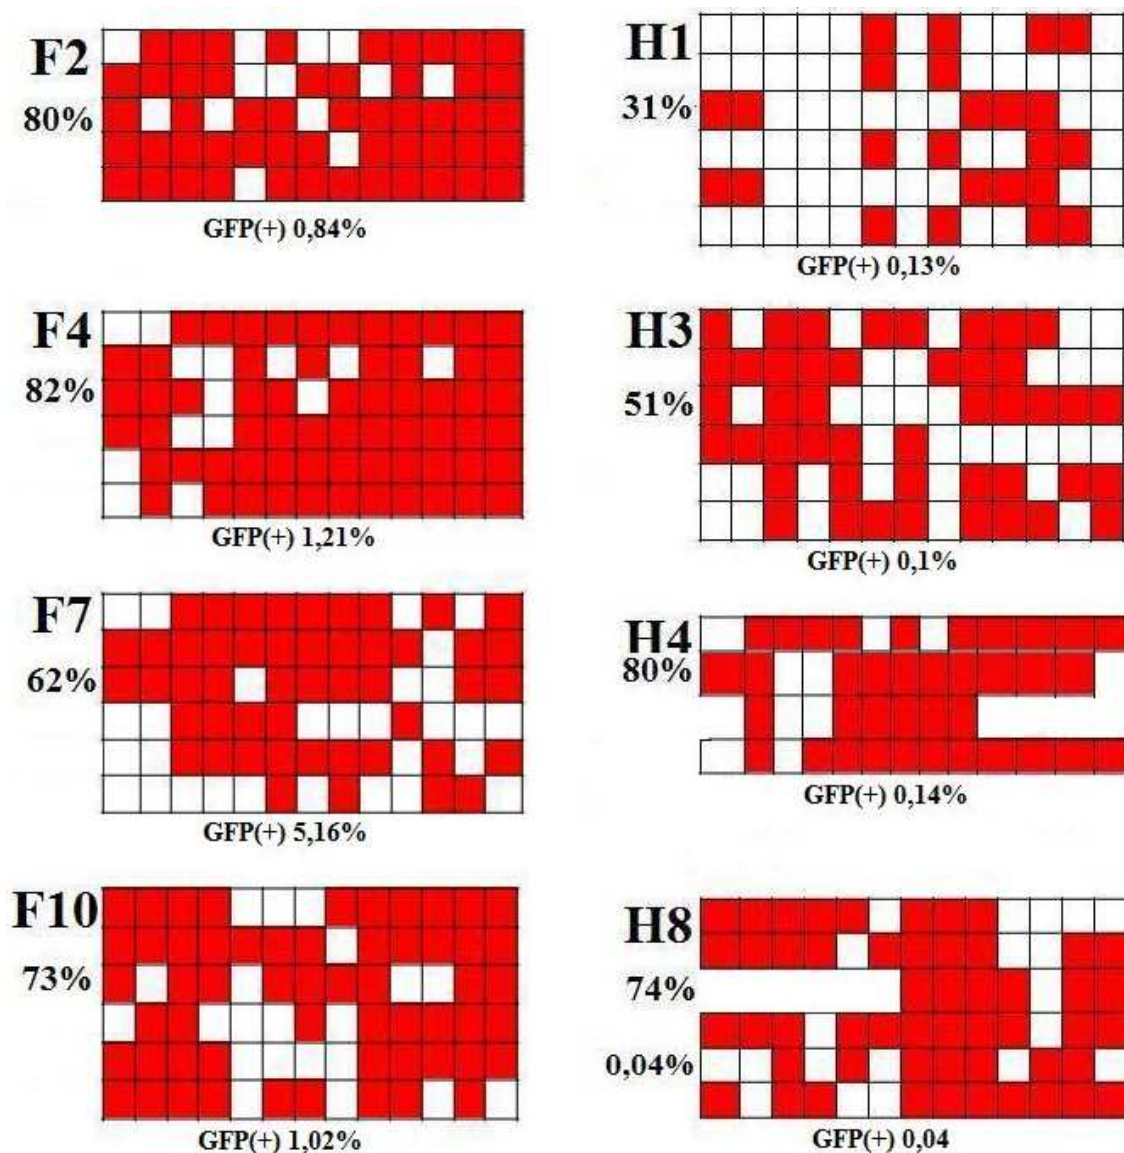 F2
80%
GFP(+) 0,84%
F4
82%
GFP(+) 1,21%
F7
62%
GFP(+) 5,16%
F10
73%
GFP(+) 1,02%
H1
31%
GFP(+) 0,13%
H3
51%
GFP(+) 0,1%
H4
80%
GFP(+) 0,14%
H8
74%
0,04%
GFP(+) 0,04